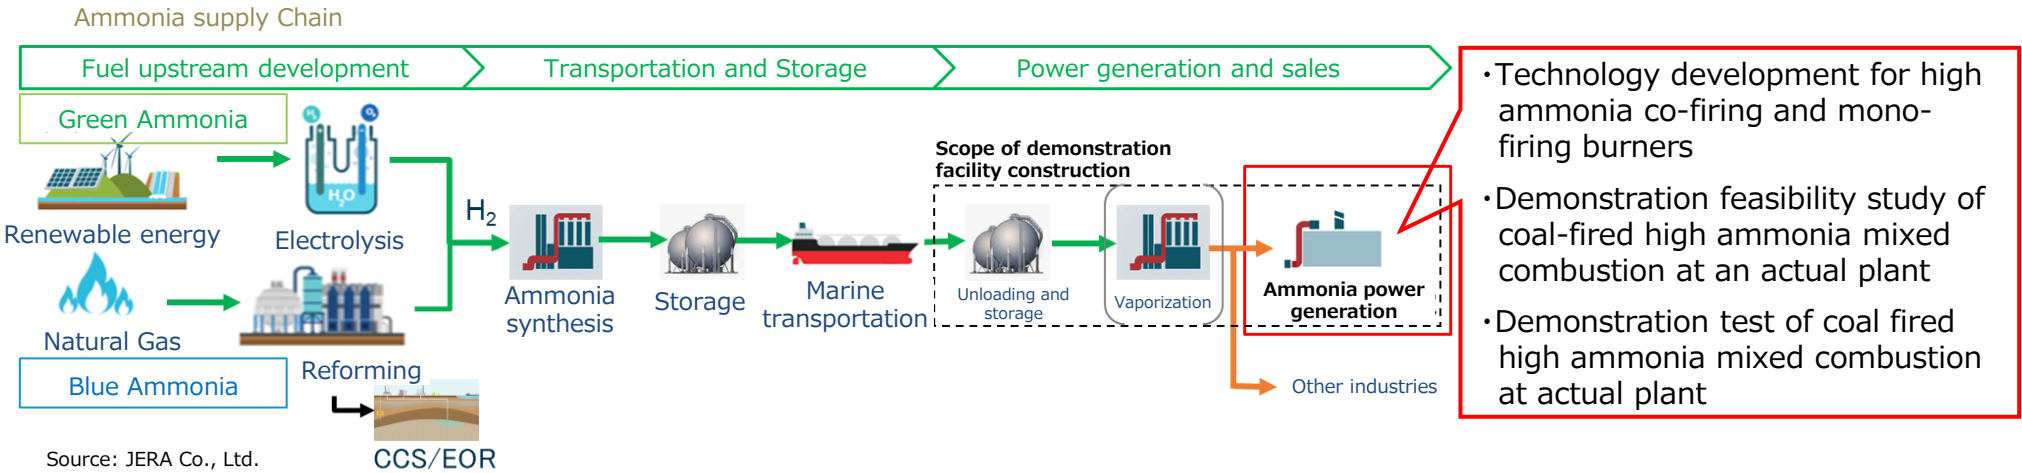 Ammonia supply Chain
Fuel upstream development
Transportation and Storage
Power generation and sales
Green Ammonia
H₂
O₂
H₂O
Renewable energy
Electrolysis
Natural Gas
Reforming
Blue Ammonia
CCS/EOR
H₂
Ammonia
synthesis
Storage
Marine
transportation
Scope of demonstration
facility construction
Unloading and
storage
Vaporization
Ammonia power
generation
Other industries
・Technology development for high
ammonia co-firing and mono-
firing burners
・Demonstration feasibility study of
coal-fired high ammonia mixed
combustion at an actual plant
・Demonstration test of coal fired
high ammonia mixed combustion
at actual plant
Source: JERA Co., Ltd.